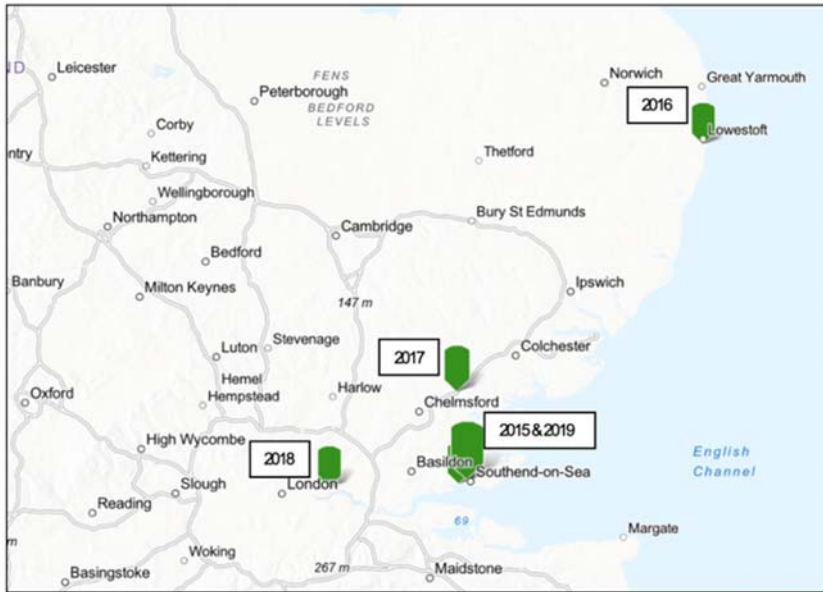 ND
Leicester
FENS
BEDFORD
LEVELS
Peterborough
Norwich
Great Yarmouth
2016
Lowestoft
Corby
ntry
Kettering
Thetford
Wellingborough
Northampton
Cambridge
Bury St Edmunds
Bedford
Banbury
Milton Keynes
147 m
Ipswich
Luton
Stevenage
2017
Colchester
Hemel
Hempstead
Harlow
Oxford
Chelmsford
High Wycombe
2018
2015 & 2019
English
Channel
Basildon
Southend-on-Sea
Slough
London
Reading
69
Margate
m
Woking
267 m
Maidstone
Basingstoke